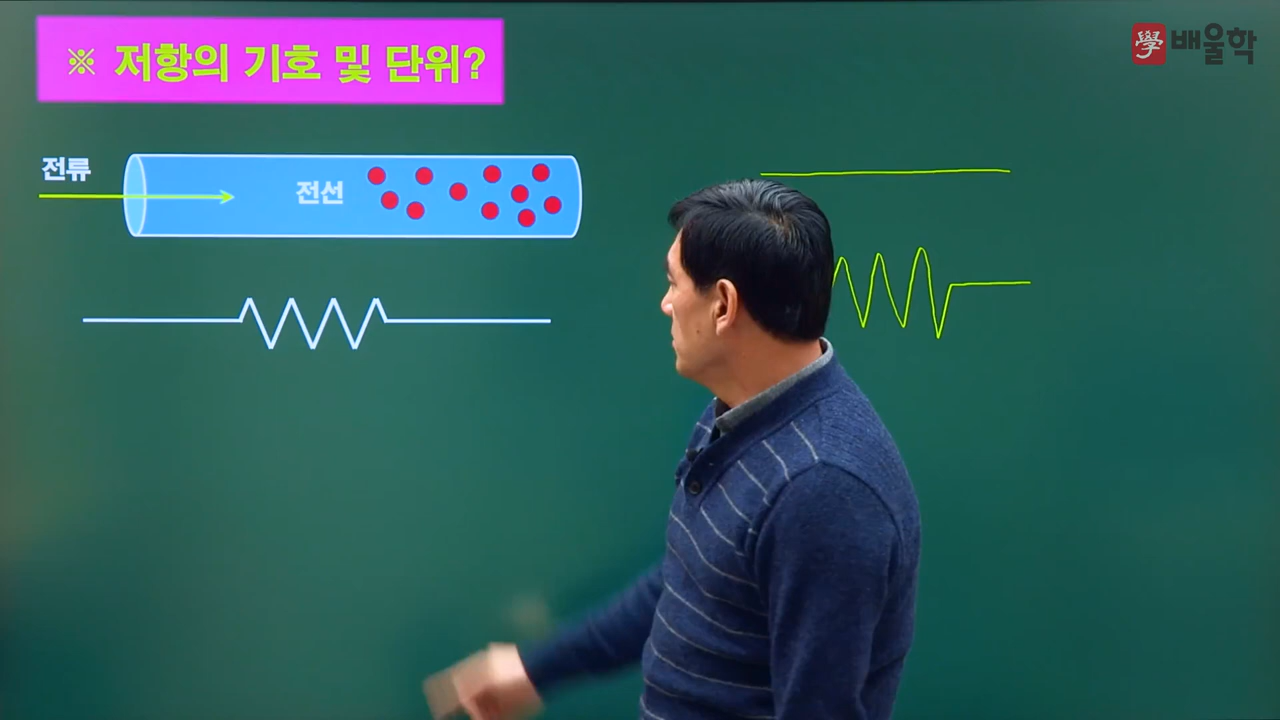 ※ 저항의 기호 및 단위?
學 배울학
전류
전선